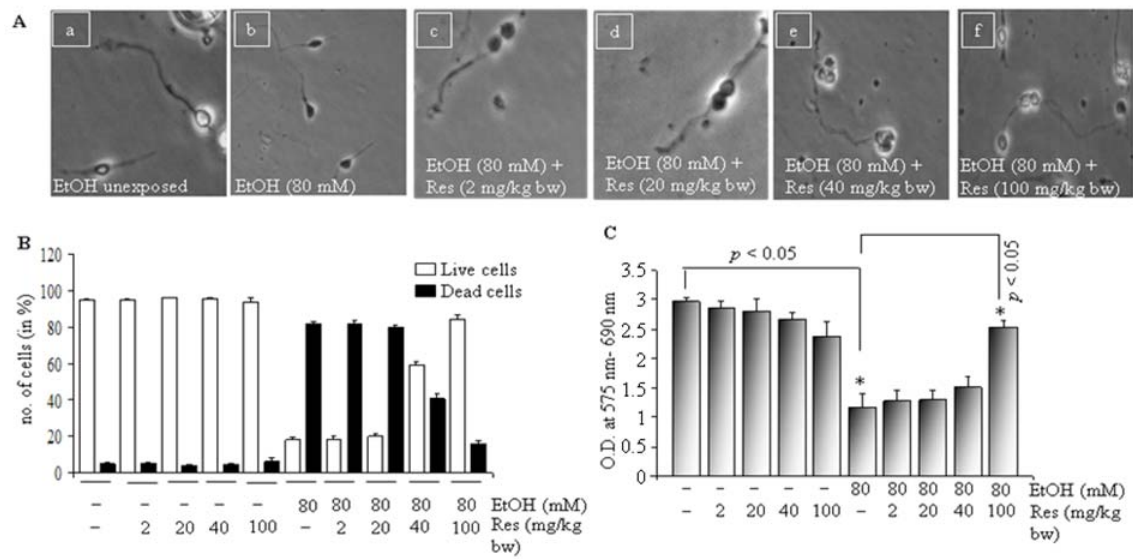 A
a b c d e f
EtOH unexposed
EtOH (80 mM)
EtOH (80 mM) +
Res (2 mg/kg bw)
EtOH (80 mM) +
Res (20 mg/kg bw)
EtOH (80 mM) +
Res (40 mg/kg bw)
EtOH (80 mM) +
Res (100 mg/kg bw)
B
no. of cells (in %)
120
100
80
60
40
20
0
Live cells
Dead cells
– – – – – 80 80 80 80 80 EtOH (mM)
– 2 20 40 100 – 2 20 40 100 Res (mg/kg
bw)
C
O.D. at 575 nm- 690 nm
3.5
3
2.5
2
1.5
1
0.5
0
p < 0.05
p < 0.05
*
*
– – – – – 80 80 80 80 80 EtOH (mM)
– 2 20 40 100 – 2 20 40 100 Res (mg/kg
bw)